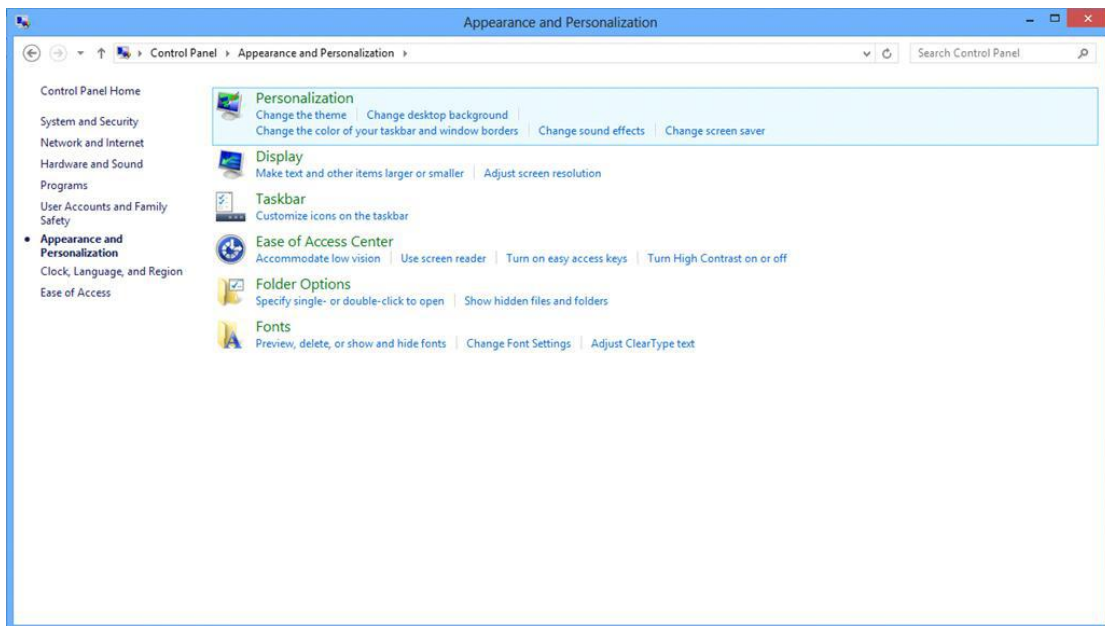 Appearance and Personalization
Control Panel Appearance and Personalization
Search Control Panel
Control Panel Home
System and Security
Network and Internet
Hardware and Sound
Programs
User Accounts and Family
Safety
Appearance and
Personalization
Clock, Language, and Region
Ease of Access
Personalization
Change the theme Change desktop background
Change the color of your taskbar and window borders Change sound effects Change screen saver
Display
Make text and other items larger or smaller Adjust screen resolution
Taskbar
Customize icons on the taskbar
Ease of Access Center
Accommodate low vision Use screen reader Turn on easy access keys Turn High Contrast on or off
Folder Options
Specify single- or double-click to open Show hidden files and folders
Fonts
Preview, delete, or show and hide fonts Change Font Settings Adjust ClearType text